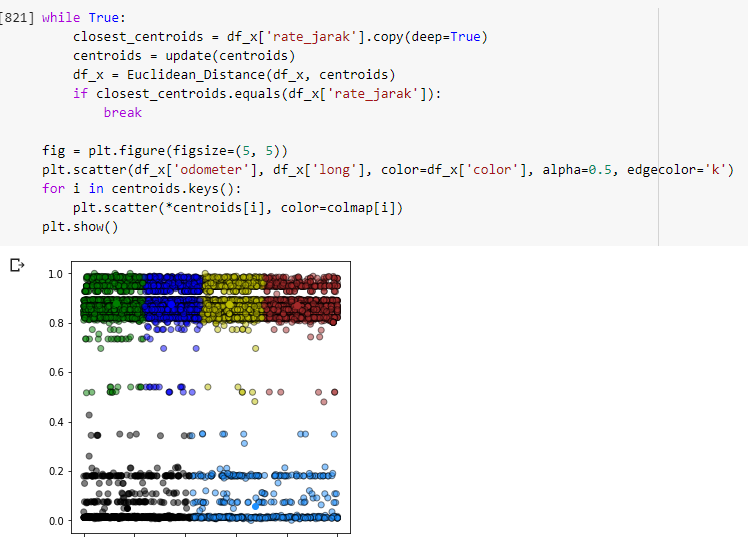 [821] while True:
closest_centroids = df_x['rate_jarak'].copy(deep=True)
centroids = update(centroids)
df_x = Euclidean_Distance(df_x, centroids)
if closest_centroids.equals(df_x['rate_jarak']):
break
fig = plt.figure(figsize=(5, 5))
plt.scatter(df_x['odometer'], df_x['long'], color=df_x['color'], alpha=0.5, edgecolor='k')
for i in centroids.keys():
plt.scatter(*centroids[i], color=colmap[i])
plt.show()
1.0
0.8
0.6
0.4
0.2
0.0